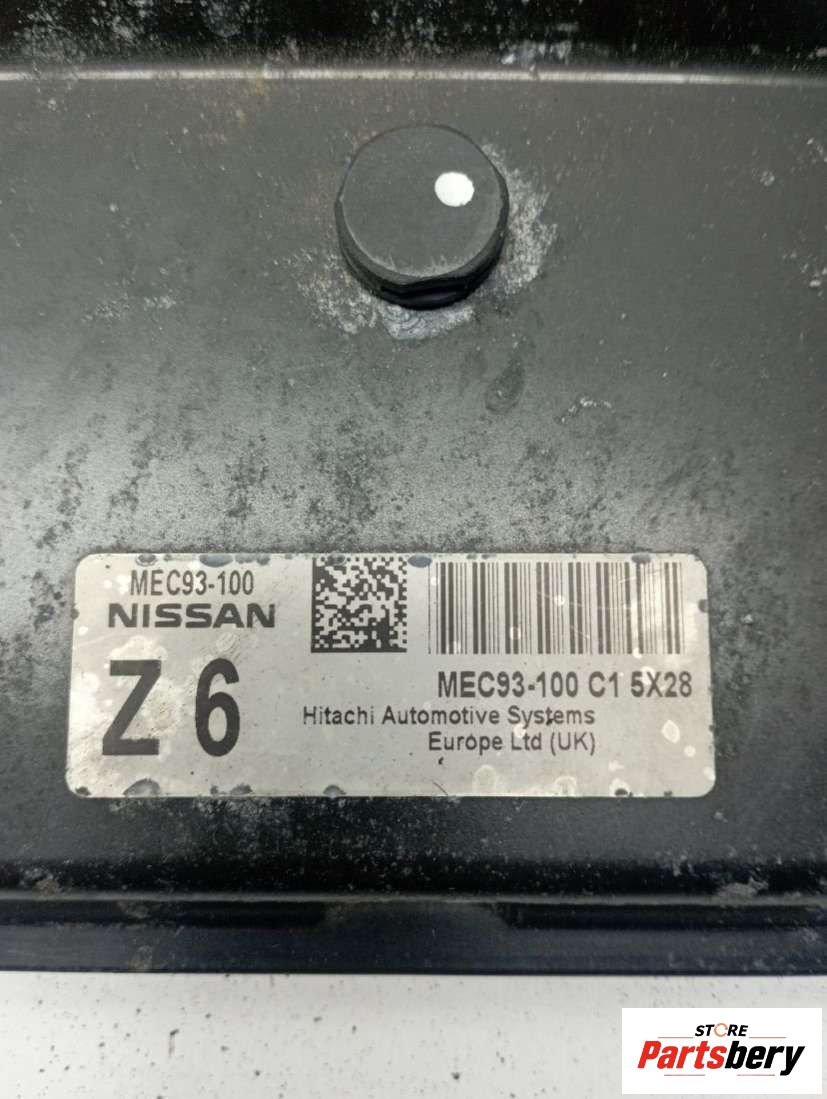 MEC93-100
NISSAN
Z 6
MEC93-100 C1 5X28
Hitachi Automotive Systems
Europe Ltd (UK)
STORE
Partsbery